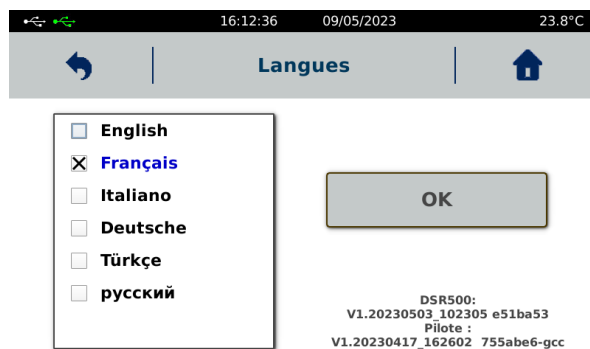 16:12:36 09/05/2023 23.8°C
Langues
English
Français
Italiano
Deutsche
Türkçe
русский
OK
DSR500:
V1.20230503_102305 e51ba53
Pilote :
V1.20230417_162602 755abe6-gcc